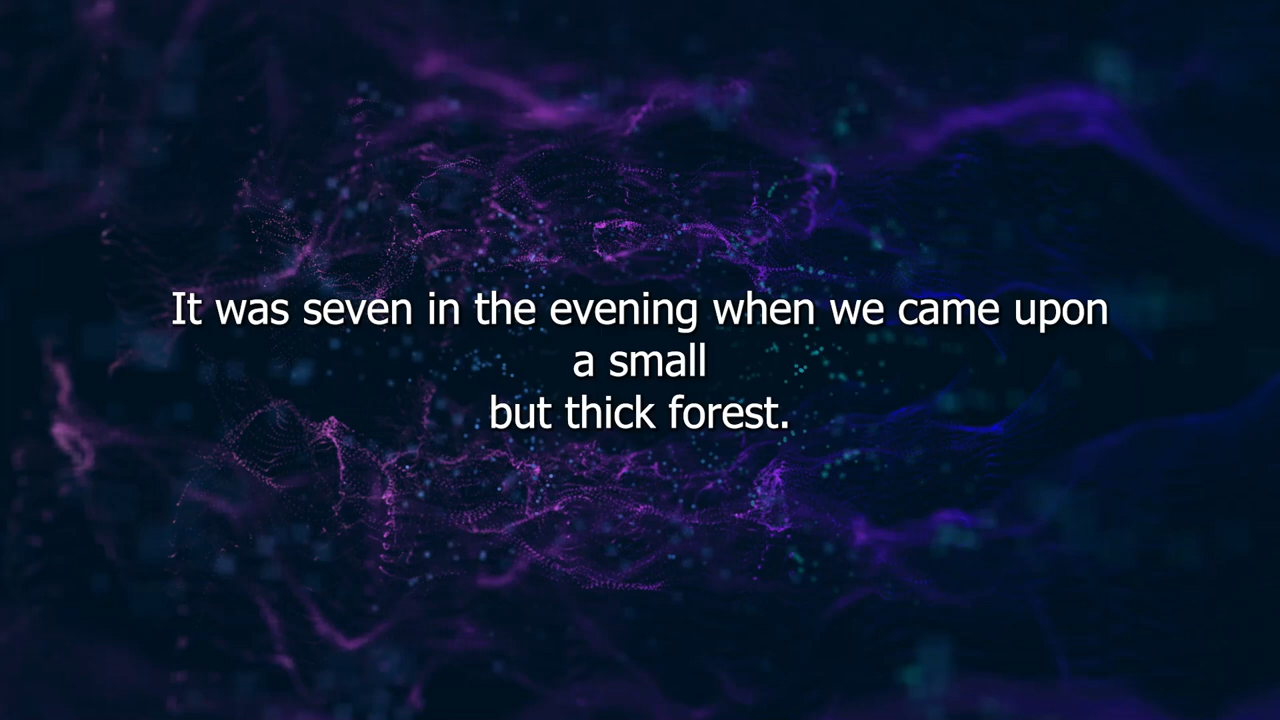 It was seven in the evening when we came upon
a small
but thick forest.